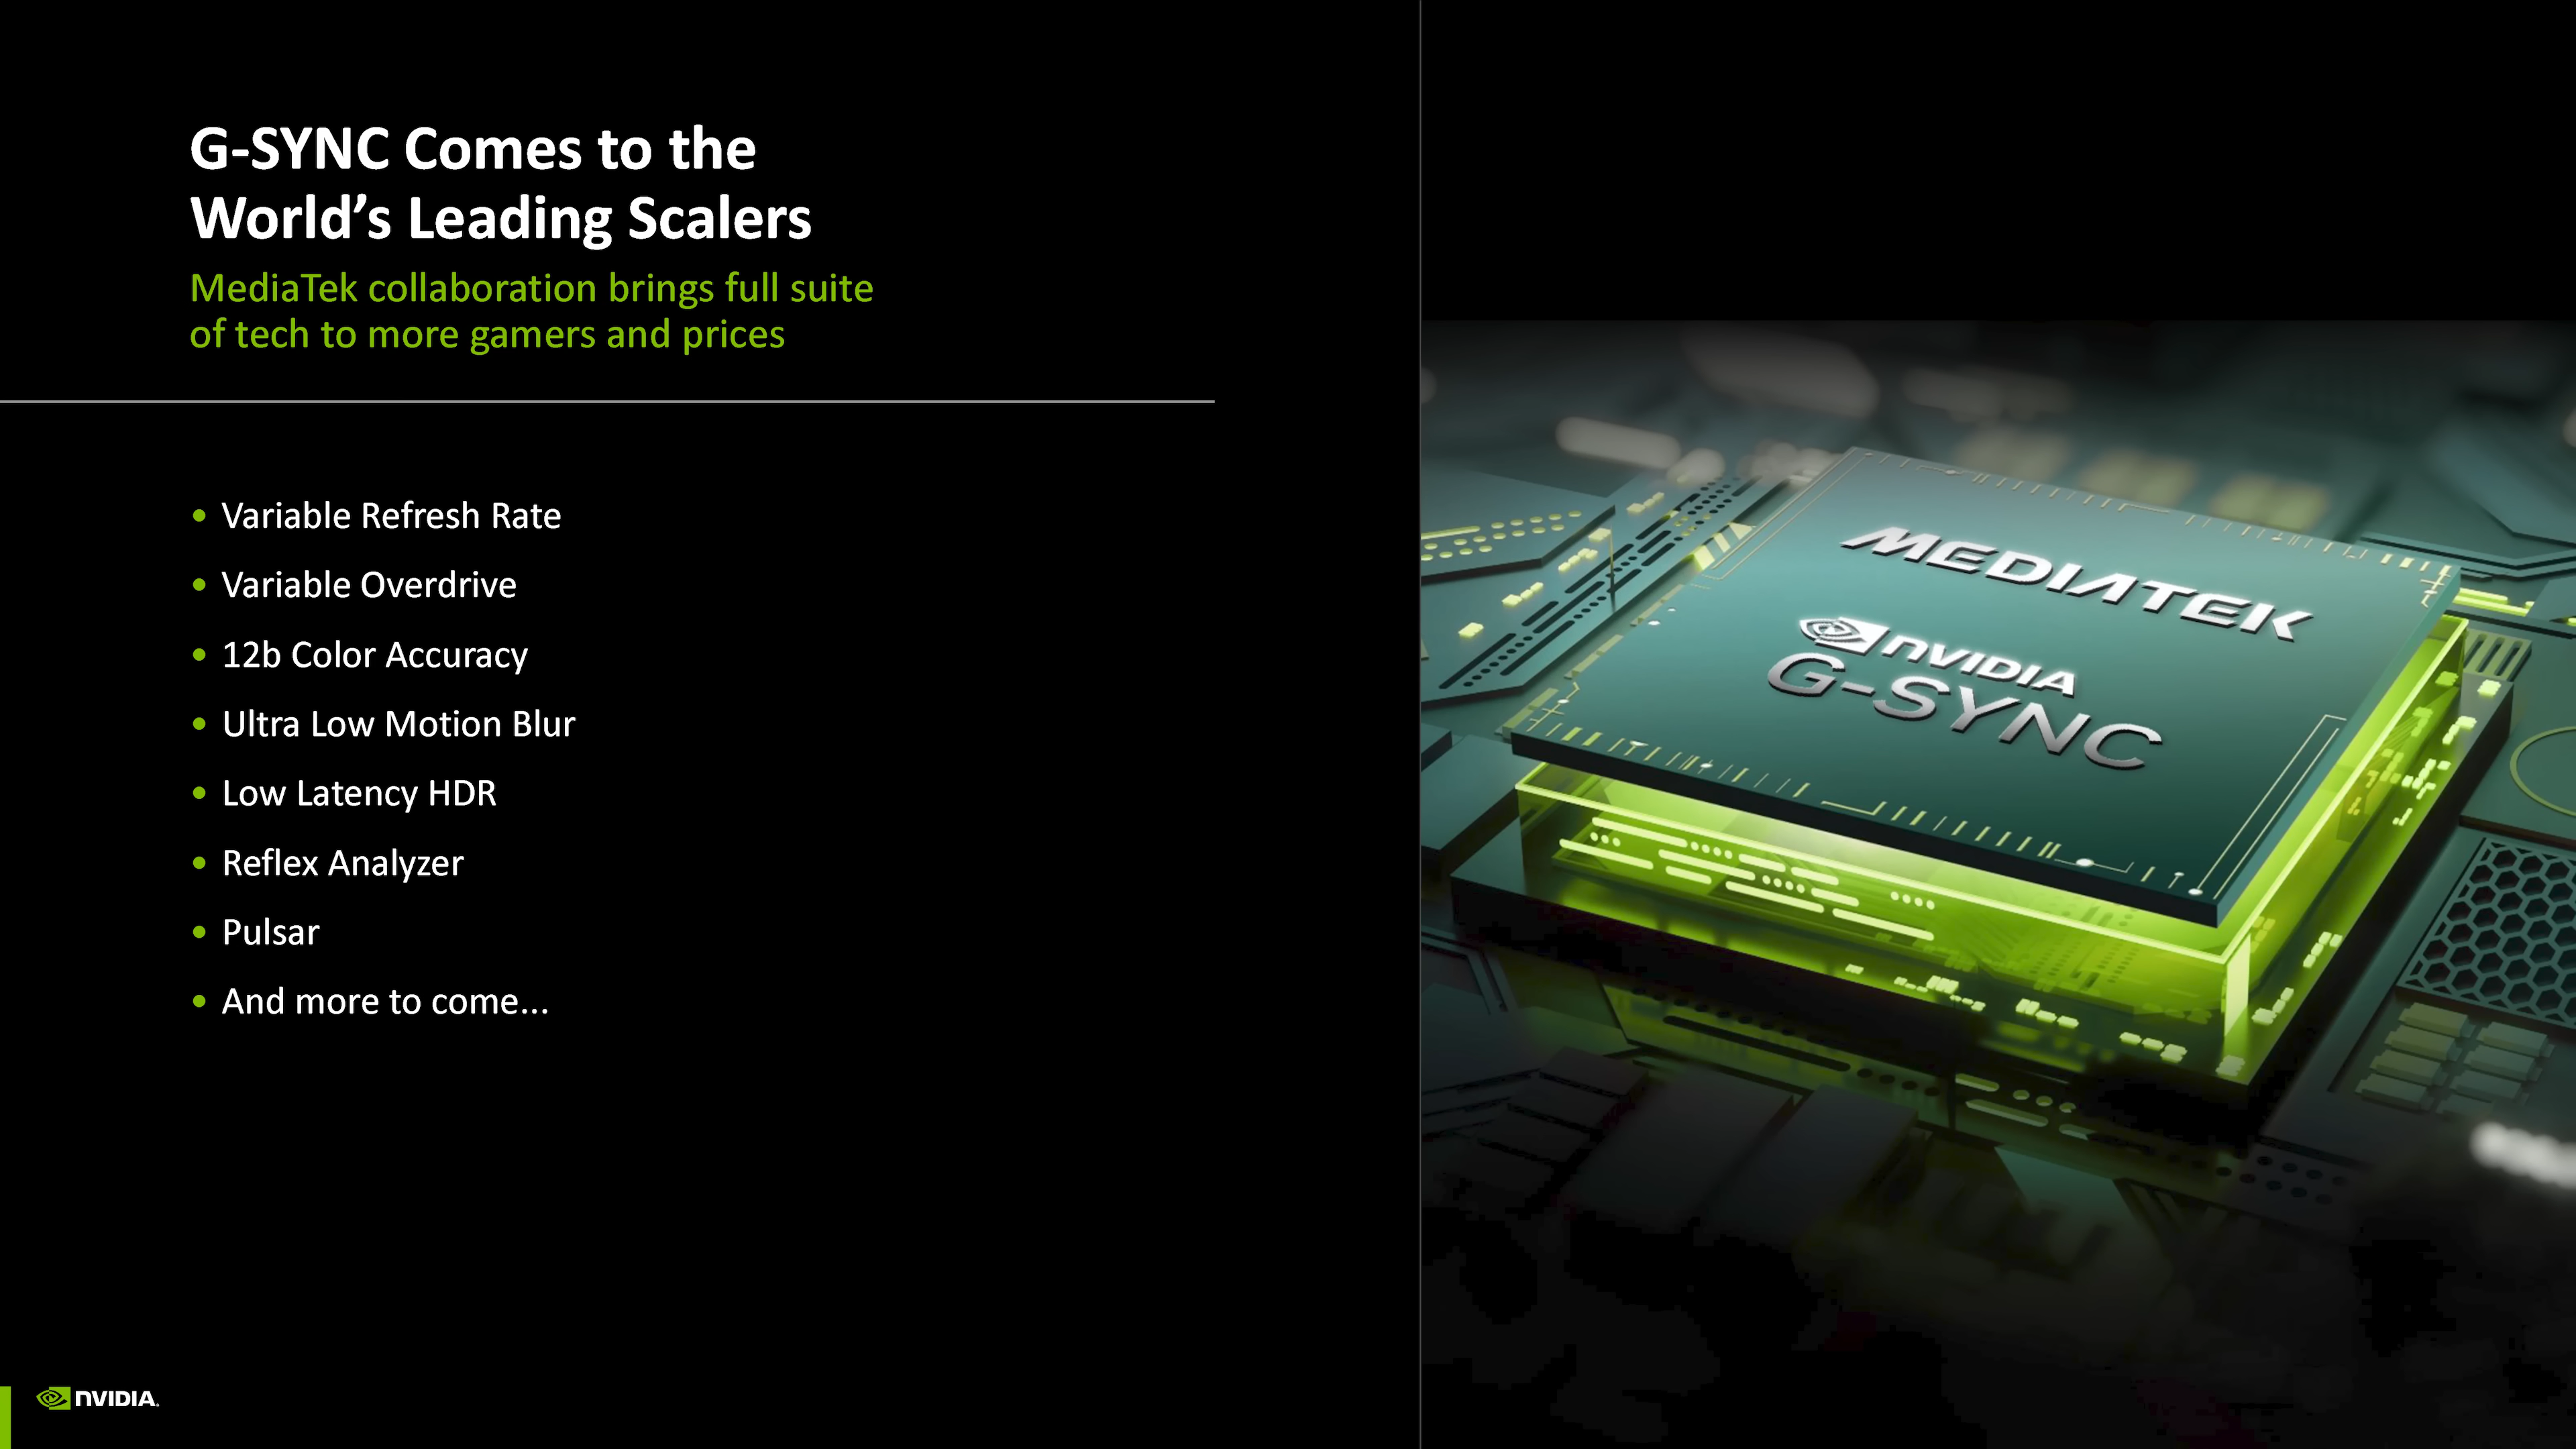 G-SYNC Comes to the
World’s Leading Scalers
MediaTek collaboration brings full suite
of tech to more gamers and prices
• Variable Refresh Rate
• Variable Overdrive
• 12b Color Accuracy
• Ultra Low Motion Blur
• Low Latency HDR
• Reflex Analyzer
• Pulsar
• And more to come...
MEDIATEK
NVIDIA
G-SYNC
NVIDIA.